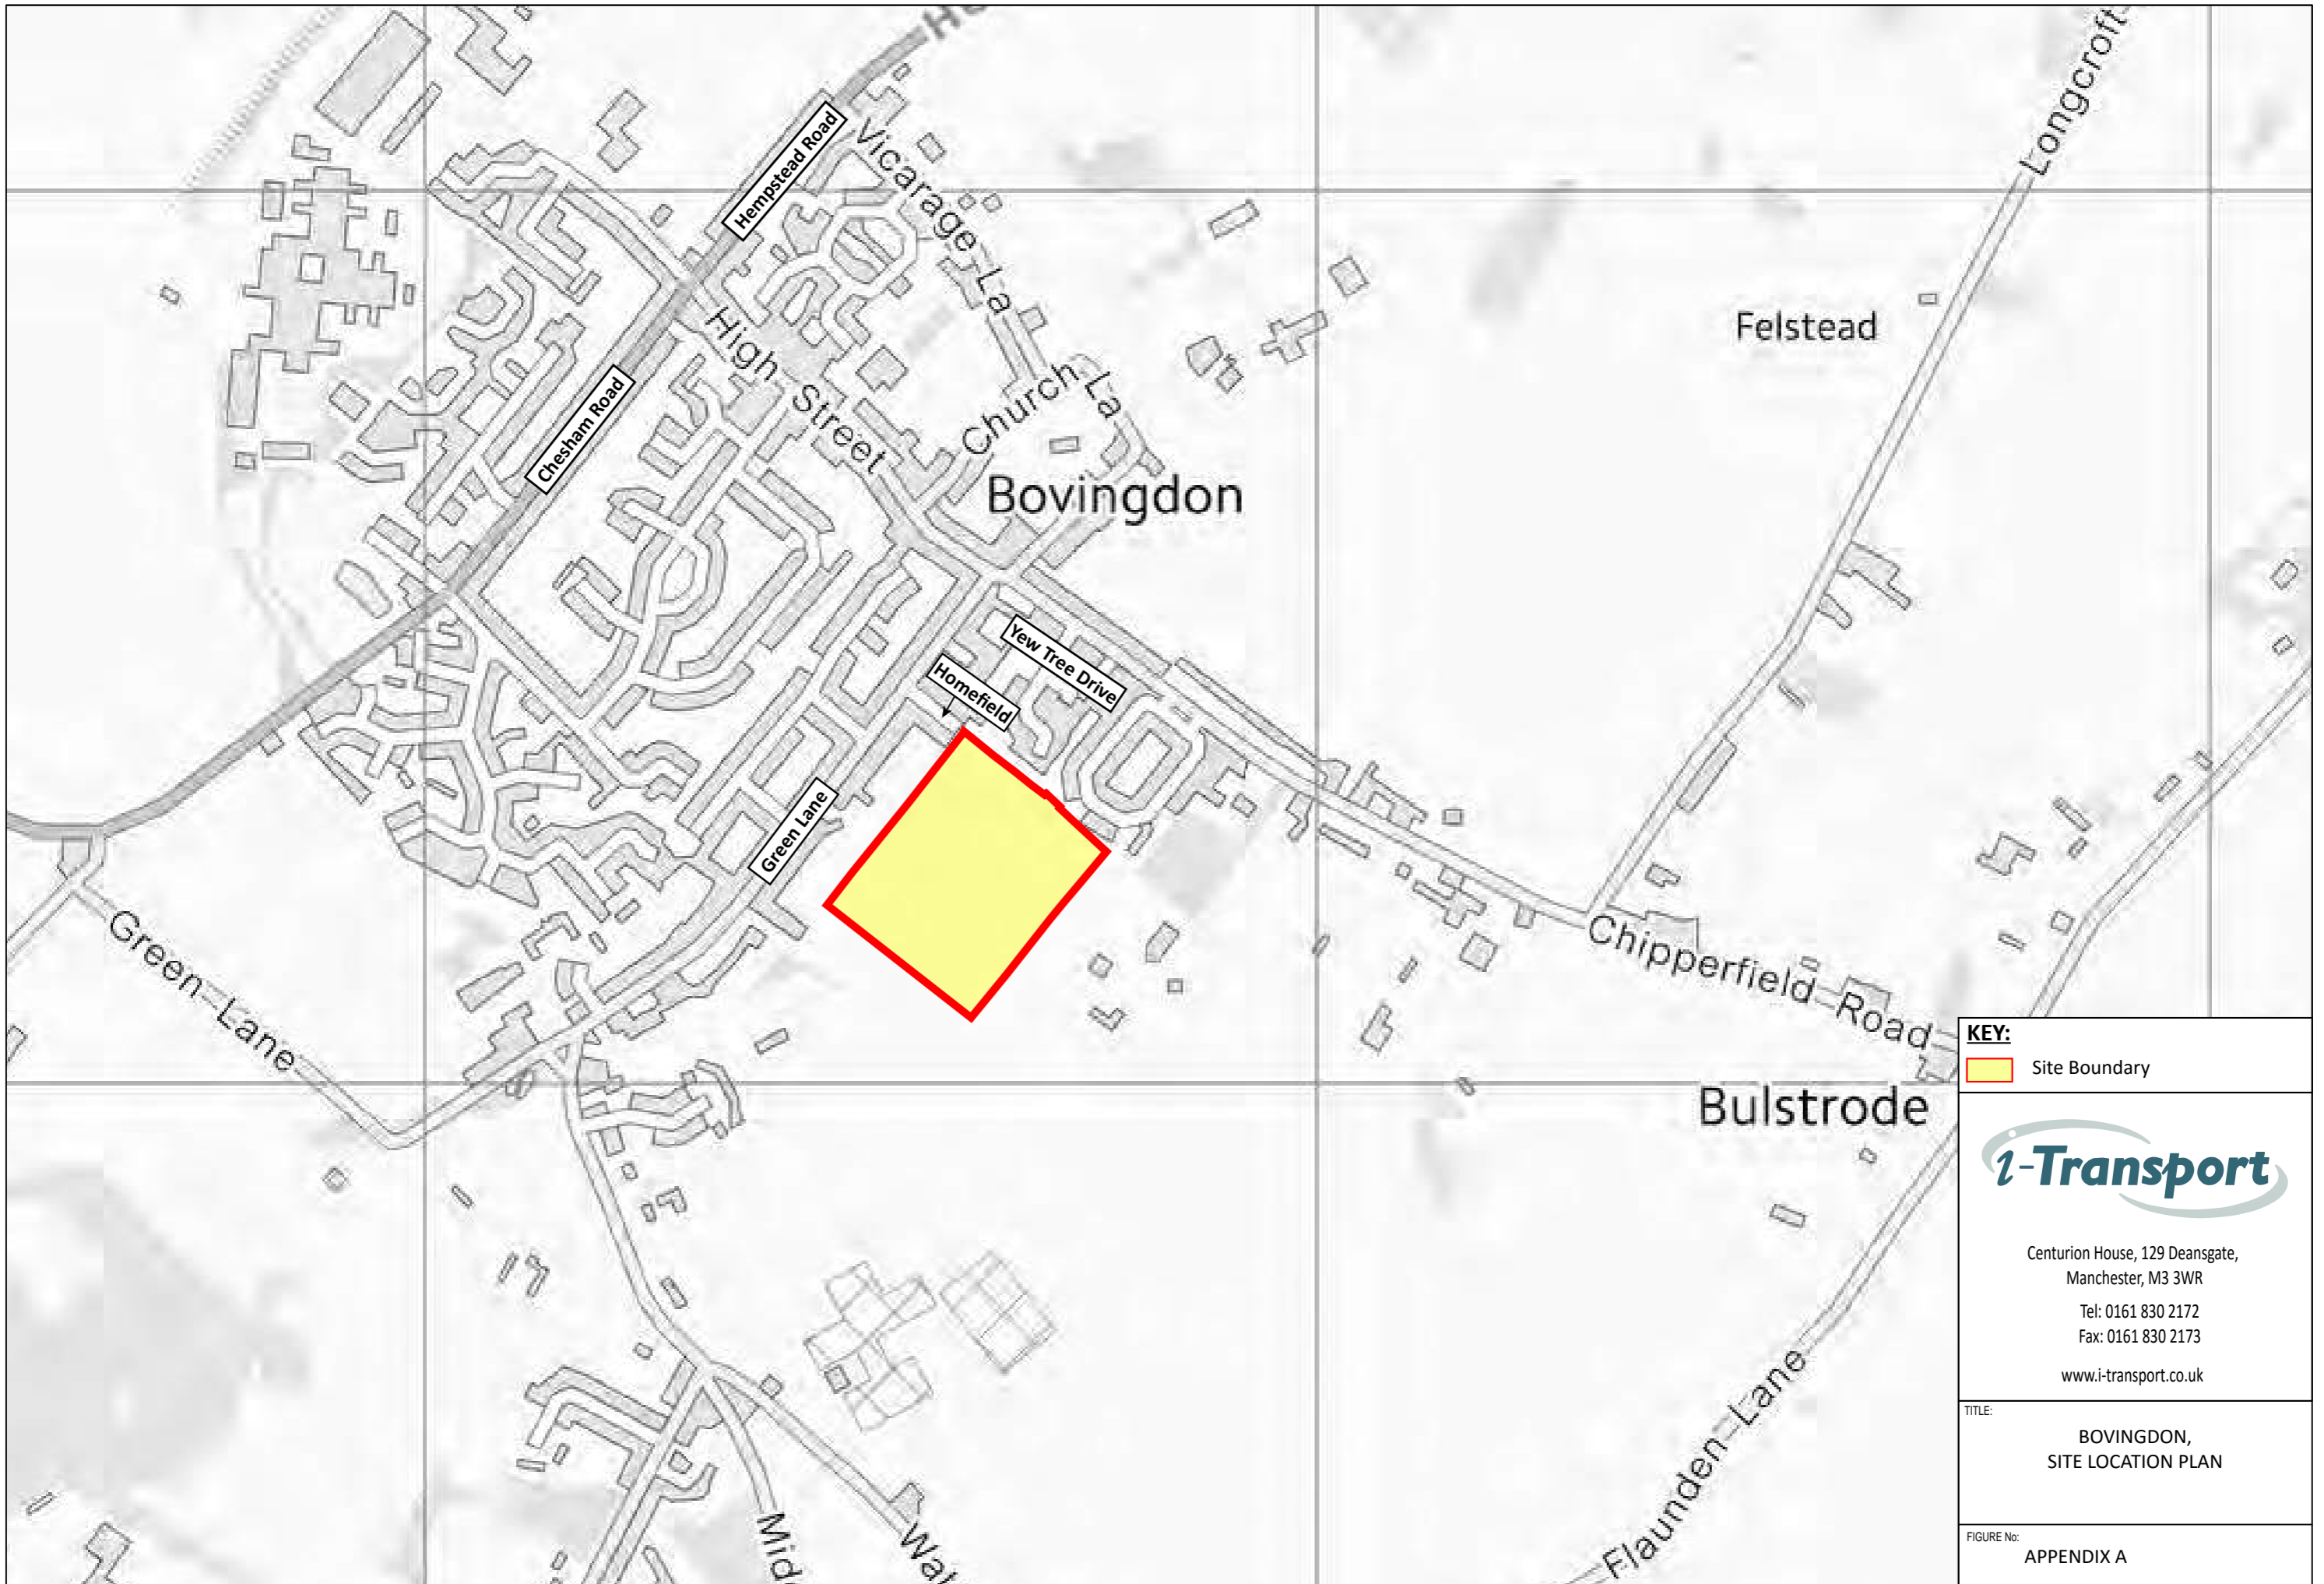 Longcroft
Hempstead Road
Vicarage La
Felstead
High Street
Chesham Road
Church La
Bovingdon
Yew Tree Drive
Homefield
Green Lane
Green Lane
Chipperfield Road
Bulstrode
Flaunden Lane
KEY:
Site Boundary
i-Transport
Centurion House, 129 Deansgate,
Manchester, M3 3WR
Tel: 0161 830 2172
Fax: 0161 830 2173
www.i-transport.co.uk
TITLE:
BOVINGDON,
SITE LOCATION PLAN
FIGURE No:
APPENDIX A